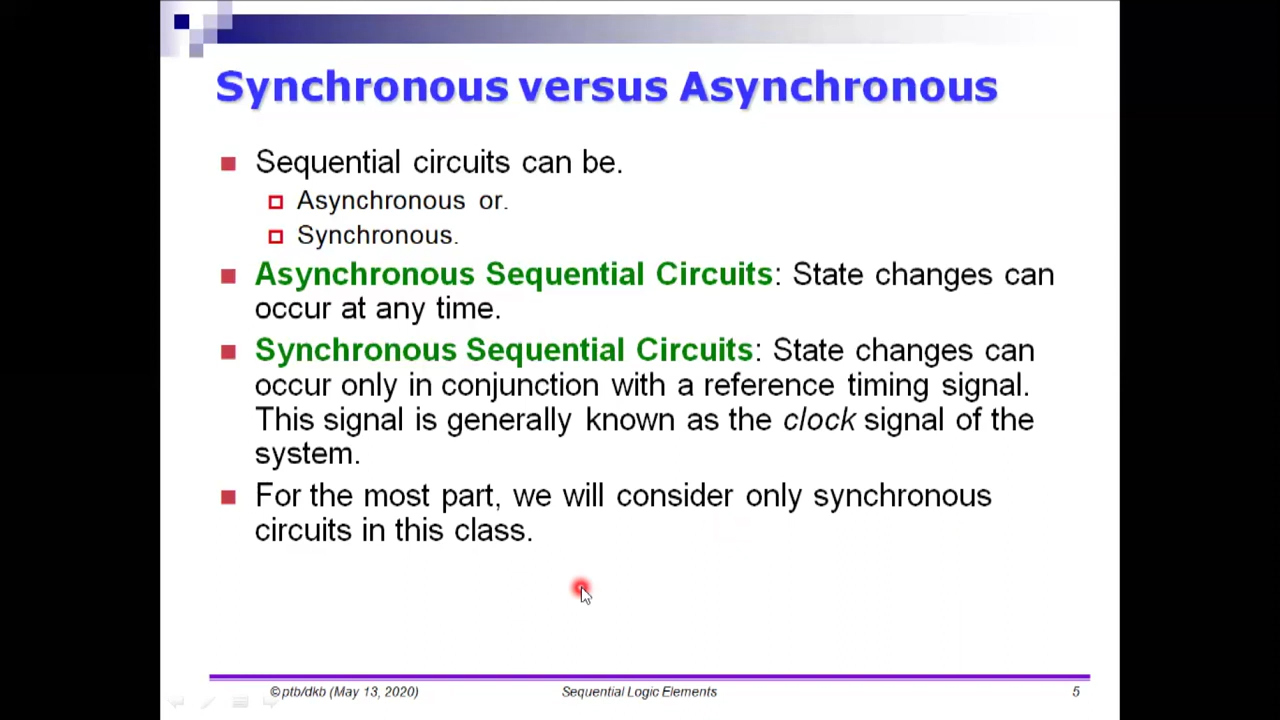 Synchronous versus Asynchronous
Sequential circuits can be.
Asynchronous or.
Synchronous.
Asynchronous Sequential Circuits: State changes can
occur at any time.
Synchronous Sequential Circuits: State changes can
occur only in conjunction with a reference timing signal.
This signal is generally known as the clock signal of the
system.
For the most part, we will consider only synchronous
circuits in this class.
©ptb/dkb (May 13, 2020) Sequential Logic Elements 5